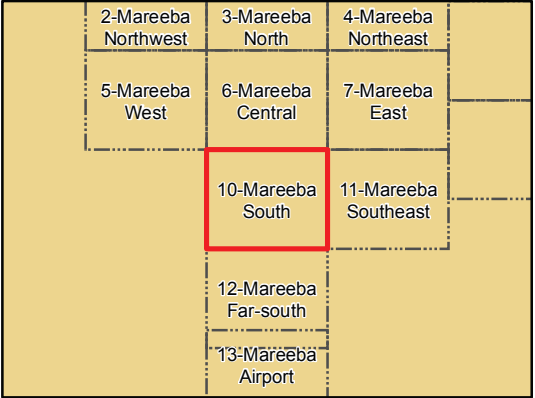 2-Mareeba
Northwest
3-Mareeba
North
4-Mareeba
Northeast
5-Mareeba
West
6-Mareeba
Central
7-Mareeba
East
10-Mareeba
South
11-Mareeba
Southeast
12-Mareeba
Far-south
13-Mareeba
Airport